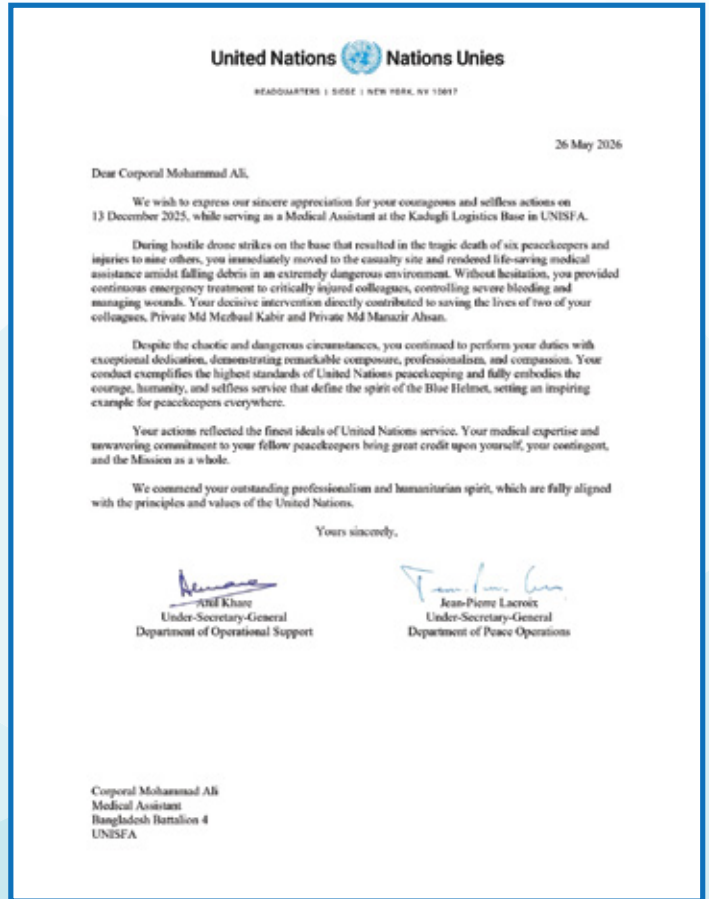 United Nations Nations Unies
HEADQUARTERS | SIEGE | NEW YORK, NY 10017
26 May 2026
Dear Corporal Mohammad Ali,
We wish to express our sincere appreciation for your courageous and selfless actions on
13 December 2025, while serving as a Medical Assistant at the Kadugli Logistics Base in UNISFA.
During hostile drone strikes on the base that resulted in the tragic death of six peacekeepers and
injuries to nine others, you immediately moved to the casualty site and rendered life-saving medical
assistance amidst falling debris in an extremely dangerous environment. Without hesitation, you provided
continuous emergency treatment to critically injured colleagues, controlling severe bleeding and
managing wounds. Your decisive intervention directly contributed to saving the lives of two of your
colleagues, Private Md Mezbaul Kabir and Private Md Manazir Ahsan.
Despite the chaotic and dangerous circumstances, you continued to perform your duties with
exceptional dedication, demonstrating remarkable composure, professionalism, and compassion. Your
conduct exemplifies the highest standards of United Nations peacekeeping and fully embodies the
courage, humanity, and selfless service that define the spirit of the Blue Helmet, setting an inspiring
example for peacekeepers everywhere.
Your actions reflected the finest ideals of United Nations service. Your medical expertise and
unwavering commitment to your fellow peacekeepers bring great credit upon yourself, your contingent,
and the Mission as a whole.
We commend your outstanding professionalism and humanitarian spirit, which are fully aligned
with the principles and values of the United Nations.
Yours sincerely,
Atul Khare
Under-Secretary-General
Department of Operational Support
Jean-Pierre Lacroix
Under-Secretary-General
Department of Peace Operations
Corporal Mohammad Ali
Medical Assistant
Bangladesh Battalion 4
UNISFA